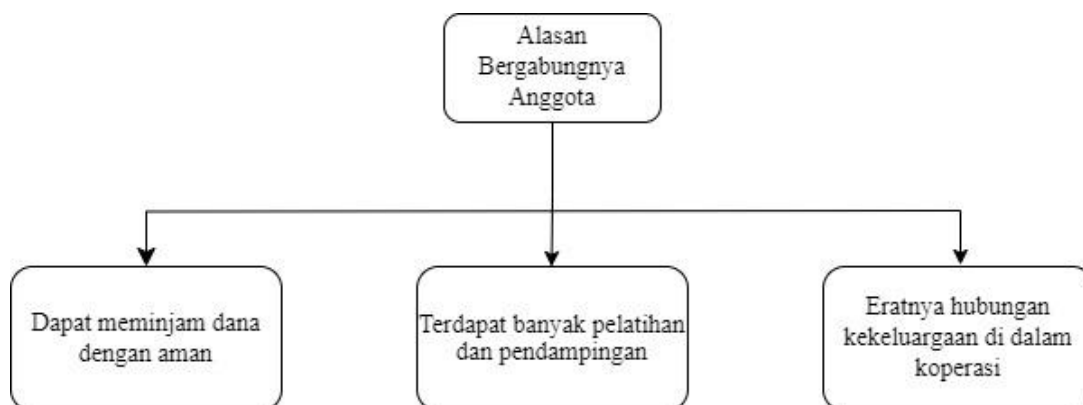 Alasan
Bergabungnya
Anggota
Dapat meminjam dana
dengan aman
Terdapat banyak pelatihan
dan pendampingan
Eratnya hubungan
kekeluargaan di dalam
koperasi